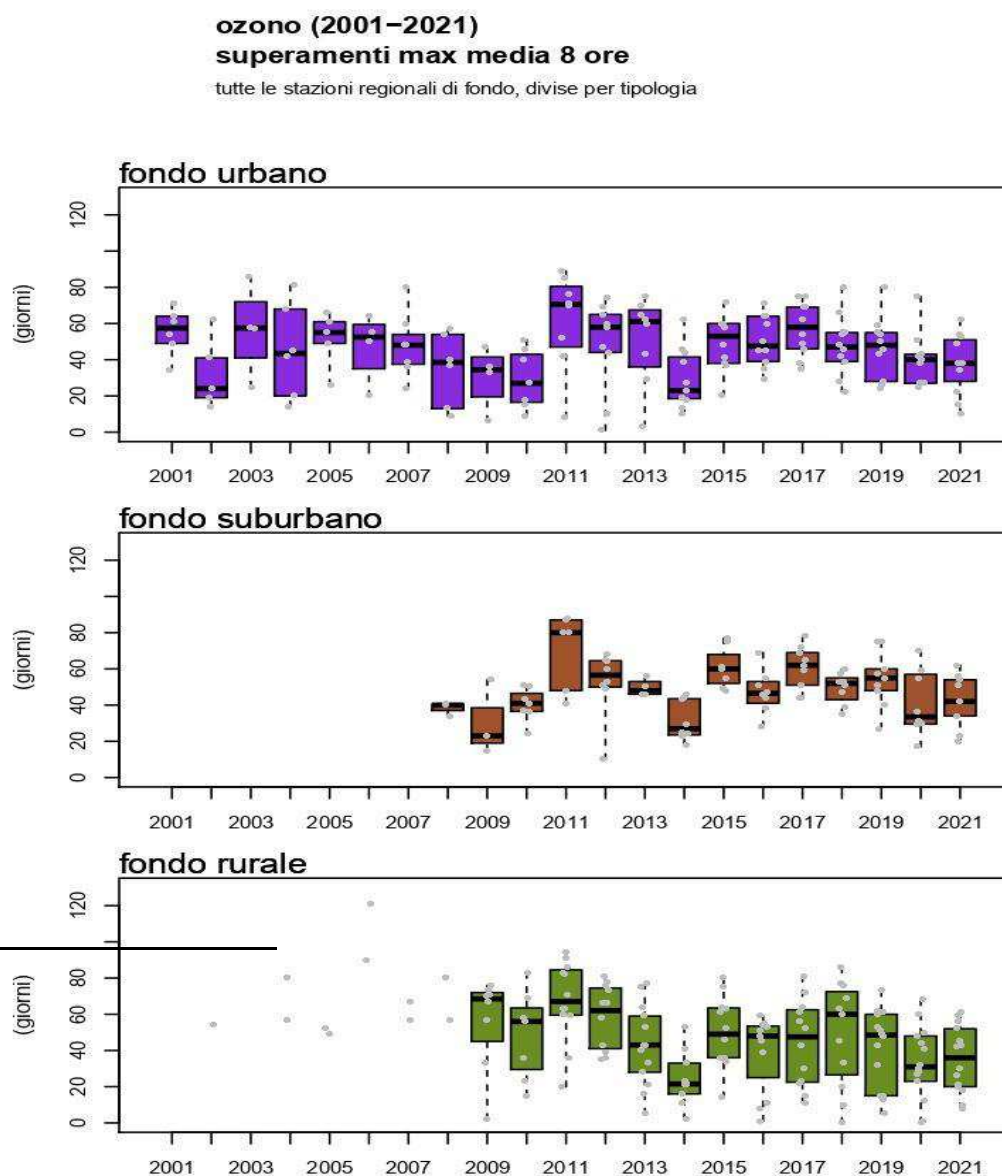 ozono (2001−2021)
superamenti max media 8 ore
tutte le stazioni regionali di fondo, divise per tipologia
fondo urbano
(giorni)
120
80
60
40
20
0
2001 2003 2005 2007 2009 2011 2013 2015 2017 2019 2021
fondo suburbano
(giorni)
120
80
60
40
20
0
2001 2003 2005 2007 2009 2011 2013 2015 2017 2019 2021
fondo rurale
(giorni)
120
80
60
40
20
0
2001 2003 2005 2007 2009 2011 2013 2015 2017 2019 2021